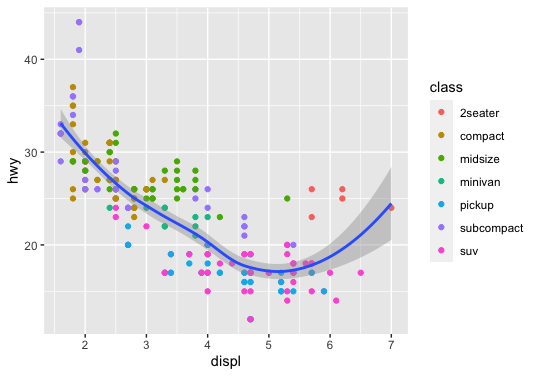 hwy
40
30
20
2
3
4
5
6
7
displ
class
2seater
compact
midsize
minivan
pickup
subcompact
suv